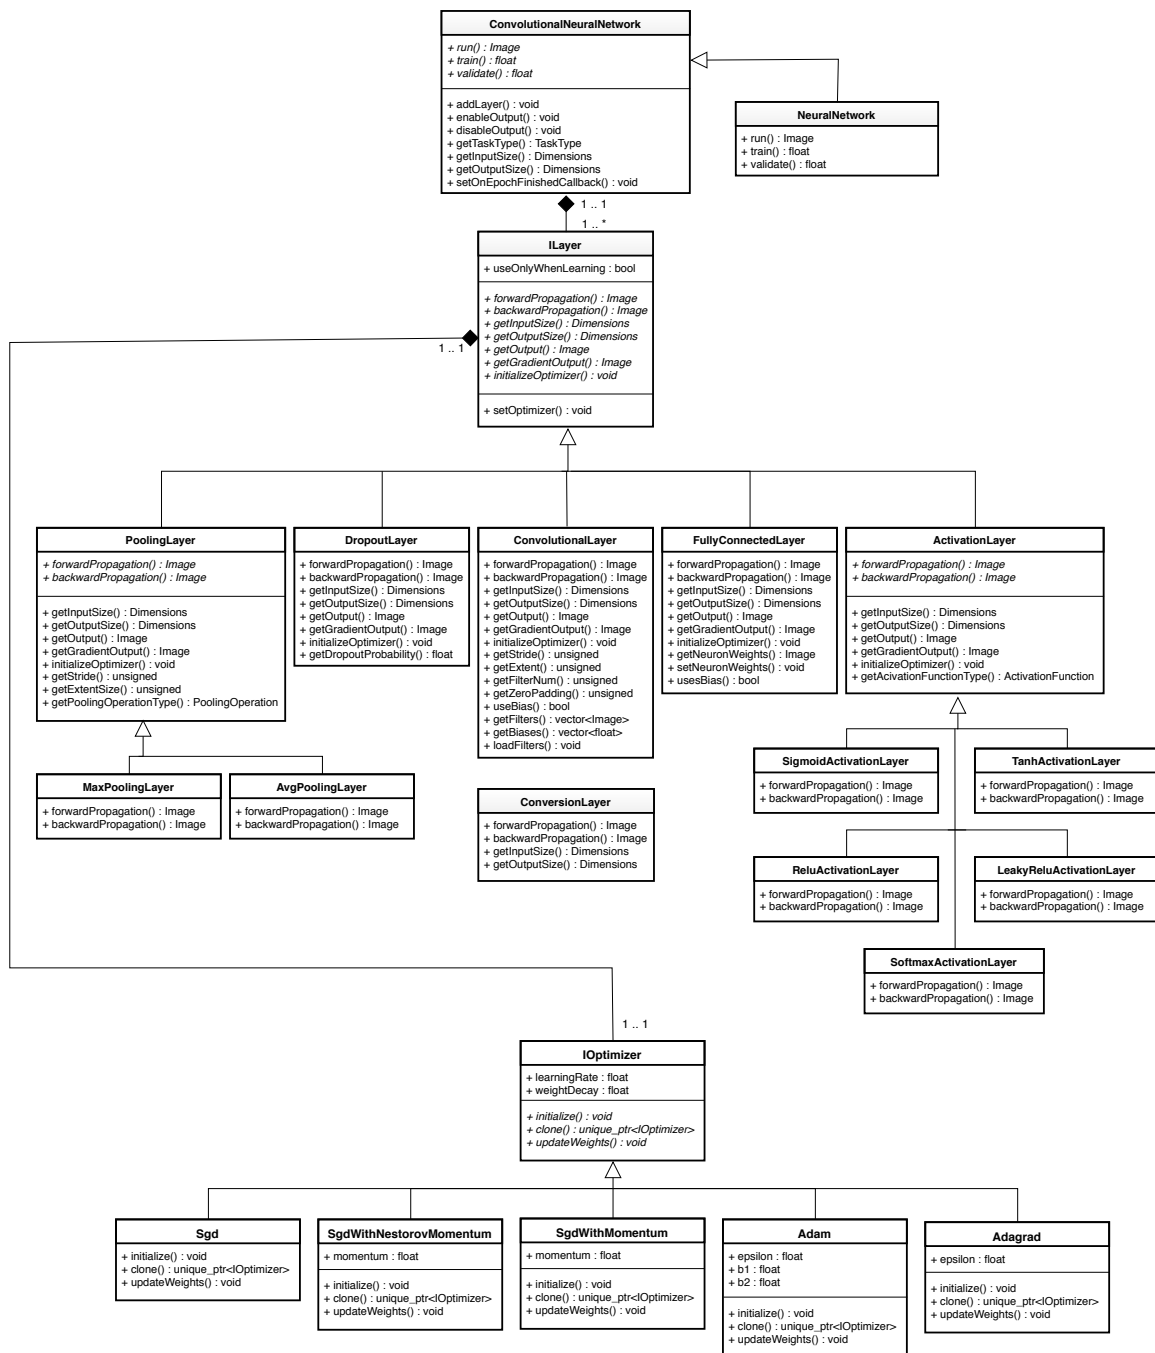 ConvolutionalNeuralNetwork
+ run() : Image
+ train() : float
+ validate() : float
+ addLayer() : void
+ enableOutput() : void
+ disableOutput() : void
+ getTaskType() : TaskType
+ getInputSize() : Dimensions
+ getOutputSize() : Dimensions
+ setOnEpochFinishedCallback() : void
NeuralNetwork
+ run() : Image
+ train() : float
+ validate() : float
1 .. 1
1 .. *
ILayer
+ useOnlyWhenLearning : bool
+ forwardPropagation() : Image
+ backwardPropagation() : Image
+ getInputSize() : Dimensions
+ getOutputSize() : Dimensions
+ getOutput() : Image
+ getGradientOutput() : Image
+ initializeOptimizer() : void
+ setOptimizer() : void
1 .. 1
PoolingLayer
+ forwardPropagation() : Image
+ backwardPropagation() : Image
+ getInputSize() : Dimensions
+ getOutputSize() : Dimensions
+ getOutput() : Image
+ getGradientOutput() : Image
+ initializeOptimizer() : void
+ getStride() : unsigned
+ getExtentSize() : unsigned
+ getPoolingOperationType() : PoolingOperation
DropoutLayer
+ forwardPropagation() : Image
+ backwardPropagation() : Image
+ getInputSize() : Dimensions
+ getOutputSize() : Dimensions
+ getOutput() : Image
+ getGradientOutput() : Image
+ initializeOptimizer() : void
+ getDropoutProbability() : float
ConvolutionalLayer
+ forwardPropagation() : Image
+ backwardPropagation() : Image
+ getInputSize() : Dimensions
+ getOutputSize() : Dimensions
+ getOutput() : Image
+ getGradientOutput() : Image
+ initializeOptimizer() : void
+ getStride() : unsigned
+ getExtent() : unsigned
+ getFilterNum() : unsigned
+ getZeroPadding() : unsigned
+ useBias() : bool
+ getFilters() : vector<Image>
+ getBiases() : vector<float>
+ loadFilters() : void
FullyConnectedLayer
+ forwardPropagation() : Image
+ backwardPropagation() : Image
+ getInputSize() : Dimensions
+ getOutputSize() : Dimensions
+ getOutput() : Image
+ getGradientOutput() : Image
+ initializeOptimizer() : void
+ getNeuronWeights() : Image
+ setNeuronWeights() : void
+ usesBias() : bool
ActivationLayer
+ forwardPropagation() : Image
+ backwardPropagation() : Image
+ getInputSize() : Dimensions
+ getOutputSize() : Dimensions
+ getOutput() : Image
+ getGradientOutput() : Image
+ initializeOptimizer() : void
+ getAcivationFunctionType() : ActivationFunction
MaxPoolingLayer
+ forwardPropagation() : Image
+ backwardPropagation() : Image
AvgPoolingLayer
+ forwardPropagation() : Image
+ backwardPropagation() : Image
ConversionLayer
+ forwardPropagation() : Image
+ backwardPropagation() : Image
+ getInputSize() : Dimensions
+ getOutputSize() : Dimensions
SigmoidActivationLayer
+ forwardPropagation() : Image
+ backwardPropagation() : Image
TanhActivationLayer
+ forwardPropagation() : Image
+ backwardPropagation() : Image
ReluActivationLayer
+ forwardPropagation() : Image
+ backwardPropagation() : Image
LeakyReluActivationLayer
+ forwardPropagation() : Image
+ backwardPropagation() : Image
SoftmaxActivationLayer
+ forwardPropagation() : Image
+ backwardPropagation() : Image
1 .. 1
IOptimizer
+ learningRate : float
+ weightDecay : float
+ initialize() : void
+ clone() : unique_ptr<IOptimizer>
+ updateWeights() : void
Sgd
+ initialize() : void
+ clone() : unique_ptr<IOptimizer>
+ updateWeights() : void
SgdWithNestorovMomentum
+ momentum : float
+ initialize() : void
+ clone() : unique_ptr<IOptimizer>
+ updateWeights() : void
SgdWithMomentum
+ momentum : float
+ initialize() : void
+ clone() : unique_ptr<IOptimizer>
+ updateWeights() : void
Adam
+ epsilon : float
+ b1 : float
+ b2 : float
+ initialize() : void
+ clone() : unique_ptr<IOptimizer>
+ updateWeights() : void
Adagrad
+ epsilon : float
+ initialize() : void
+ clone() : unique_ptr<IOptimizer>
+ updateWeights() : void